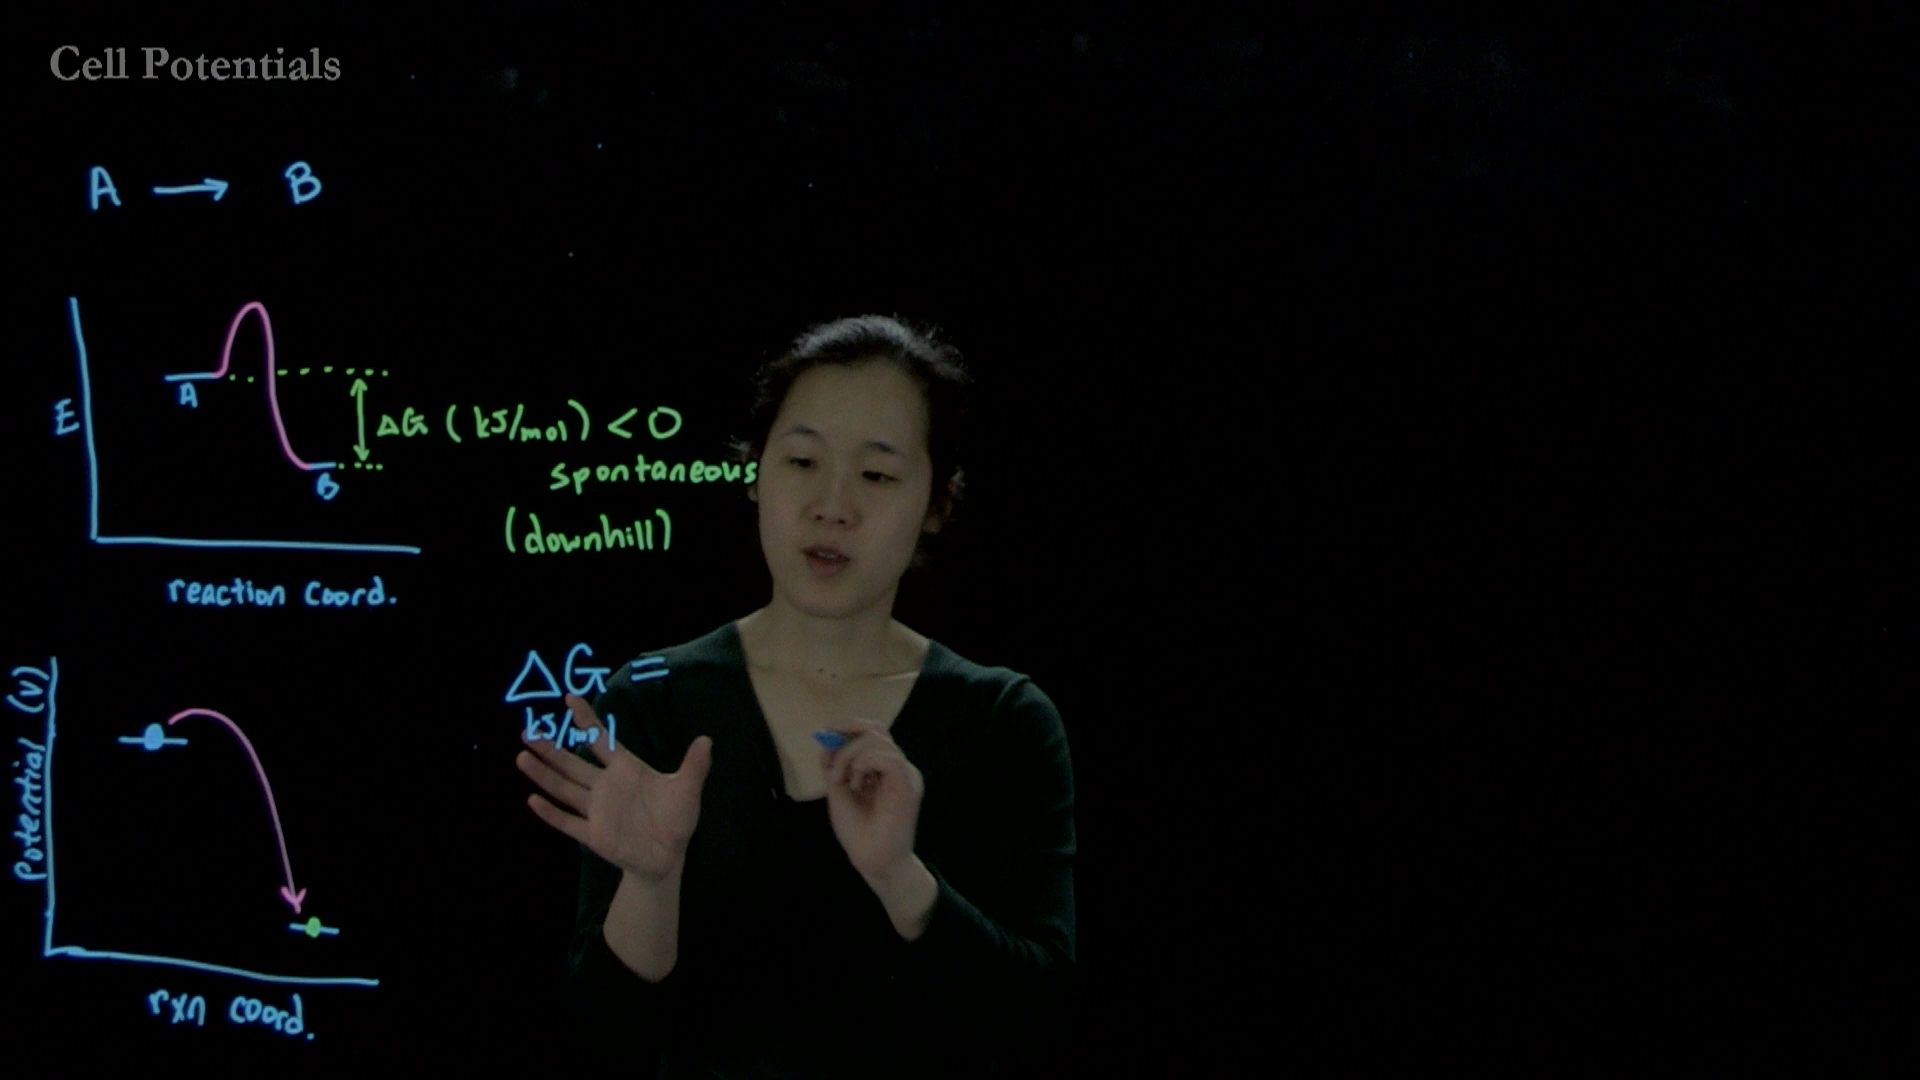 Cell Potentials
A → B
E
A
B
ΔG (kJ/mol) < 0
spontaneous
(downhill)
reaction coord.
ΔG =
kJ/mol
Potential (V)
rxn coord.